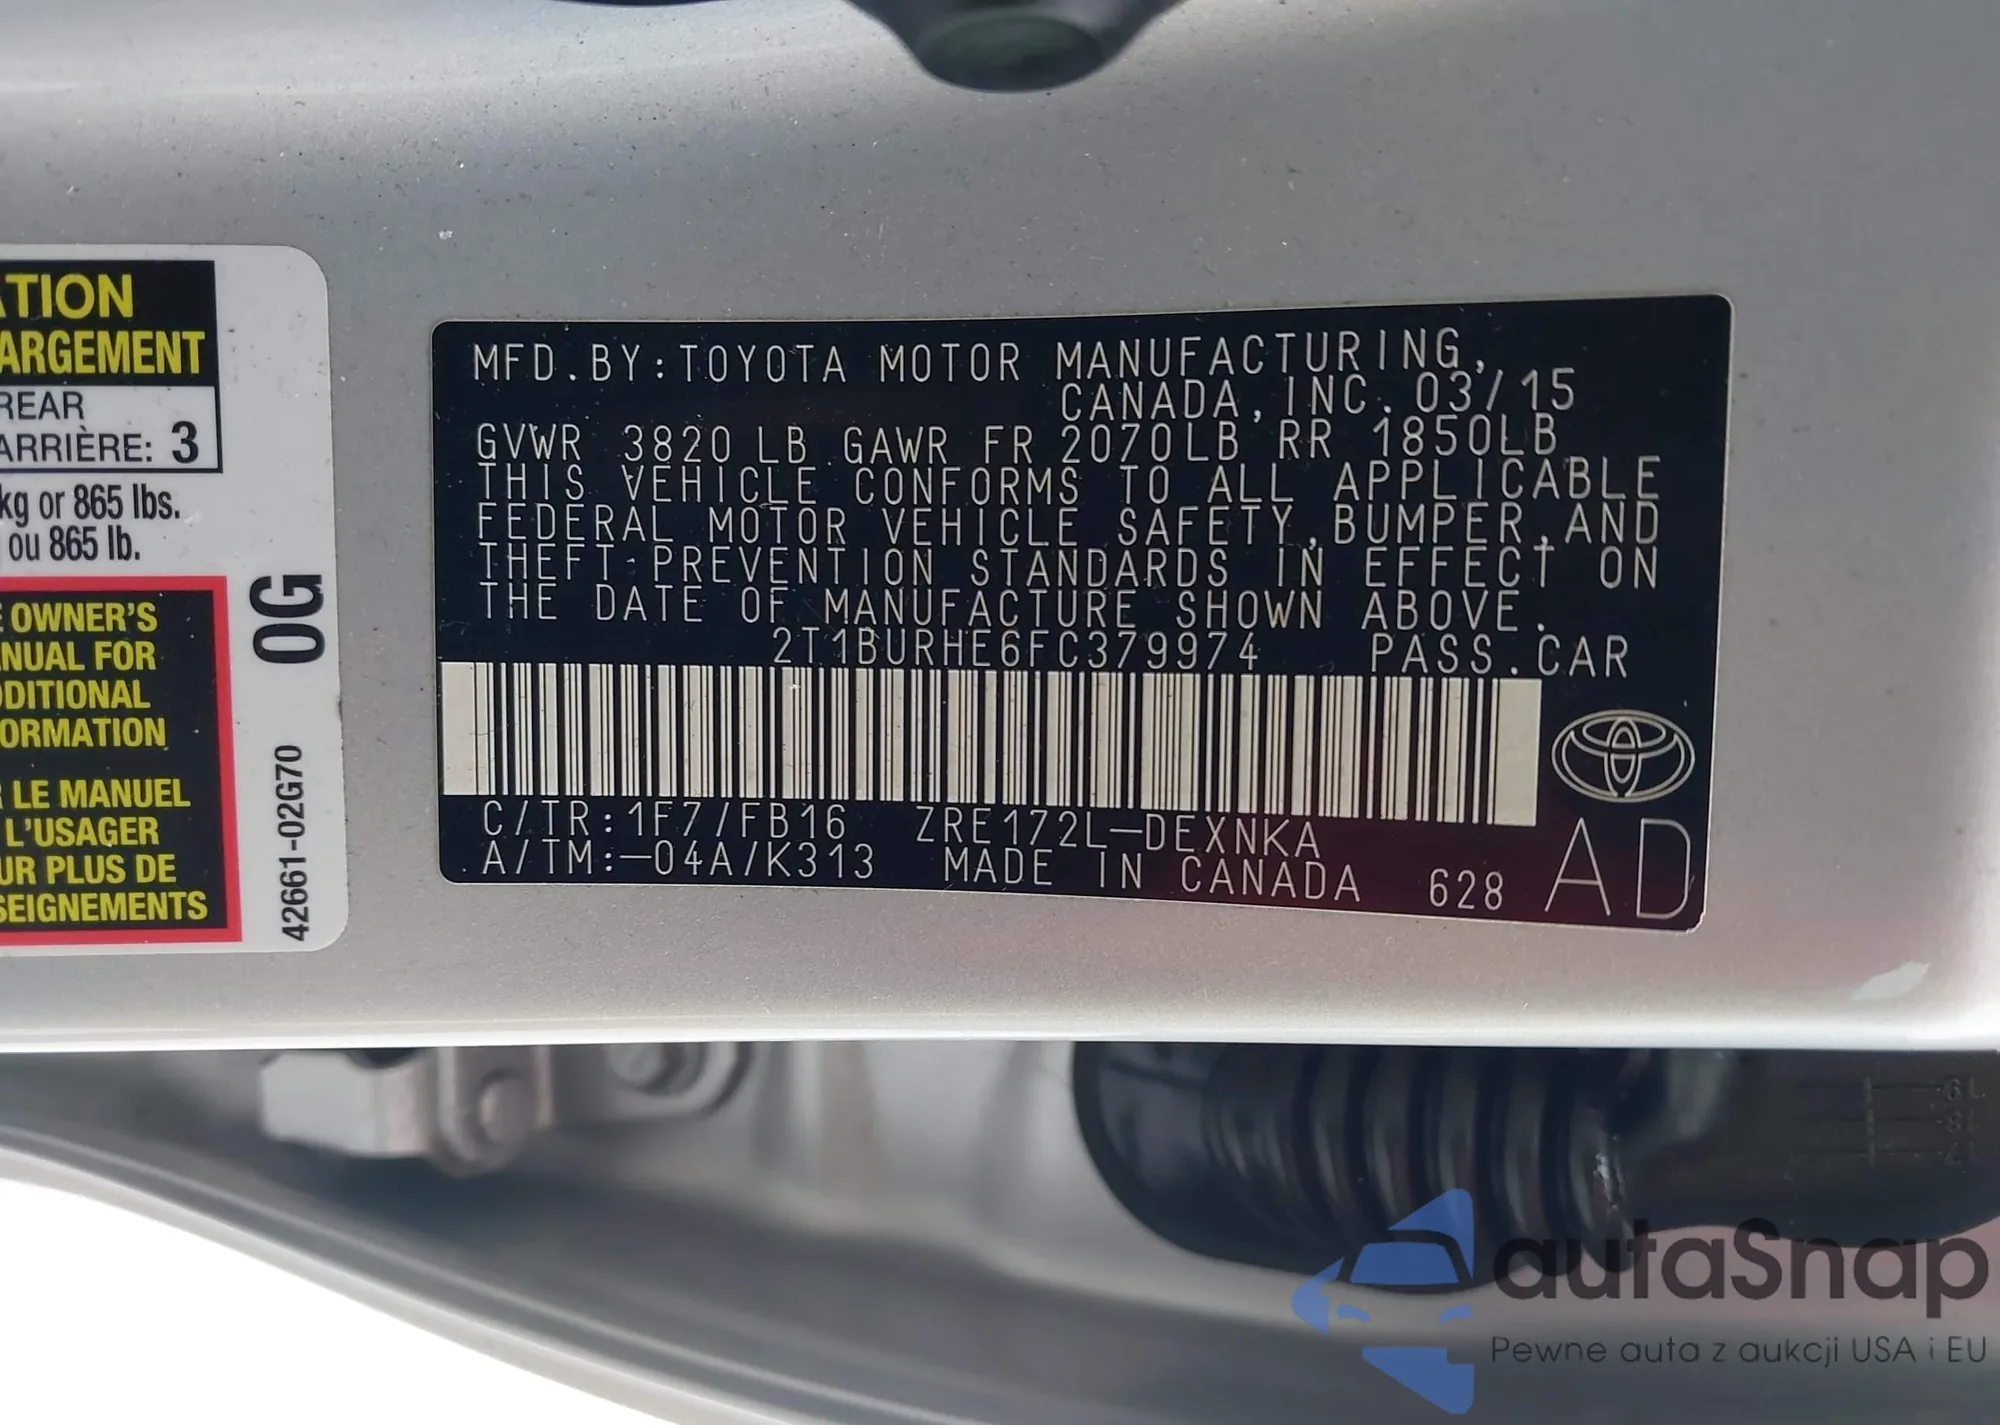 ATION
ARGEMENT
REAR
ARRIÈRE: 3
kg or 865 lbs.
ou 865 lb.
E OWNER'S
NUAL FOR
DDITIONAL
ORMATION
R LE MANUEL
L'USAGER
UR PLUS DE
SEIGNEMENTS
0G
42661-02G70
MFD.BY:TOYOTA MOTOR MANUFACTURING,
CANADA,INC. 03/15
GVWR 3820 LB GAWR FR 2070LB RR 1850LB
THIS VEHICLE CONFORMS TO ALL APPLICABLE
FEDERAL MOTOR VEHICLE SAFETY,BUMPER,AND
THEFT PREVENTION STANDARDS IN EFFECT ON
THE DATE OF MANUFACTURE SHOWN ABOVE.
2T1BURHE6FC379974 PASS.CAR
C/TR:1F7/FB16 ZRE172L-DEXNKA
A/TM:-04A/K313 MADE IN CANADA 628 AD
autaSnap
Pewne auta z aukcji USA i EU